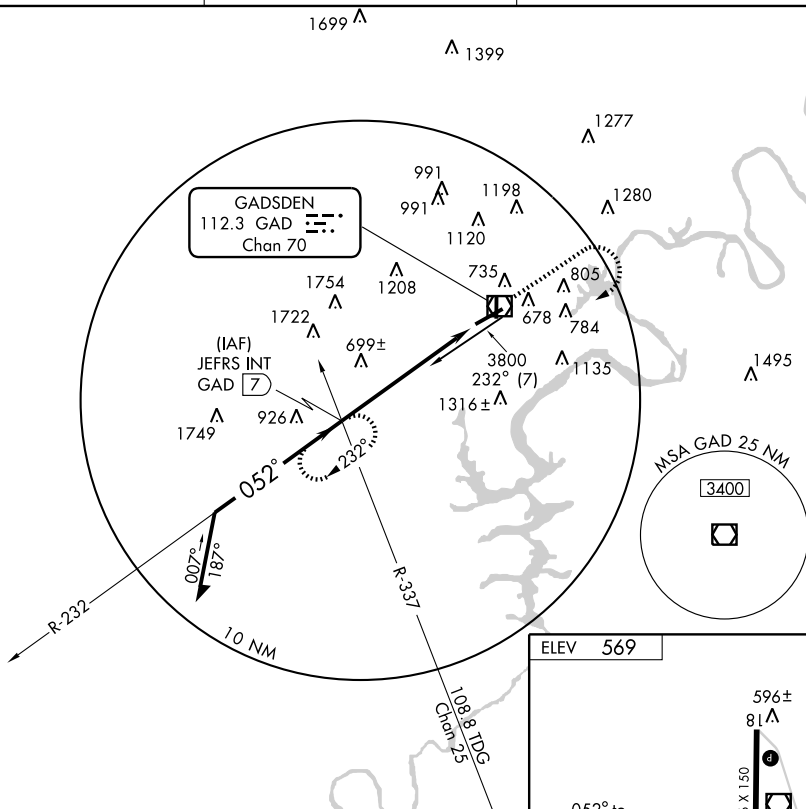 1699
1399
1277
991
991
1198
1280
1120
GADSDEN
112.3 GAD
Chan 70
735
805
1754
1208
678
784
1722
(IAF)
JEFRS INT
GAD 7
699±
3800
232° (7)
1135
1495
1316±
926
1749
232°
052°
MSA GAD 25 NM
3400
007°
187°
R-337
R-232
10 NM
ELEV 569
108.8 TDG
Chan 25
596±
18
P
X 150
052° to